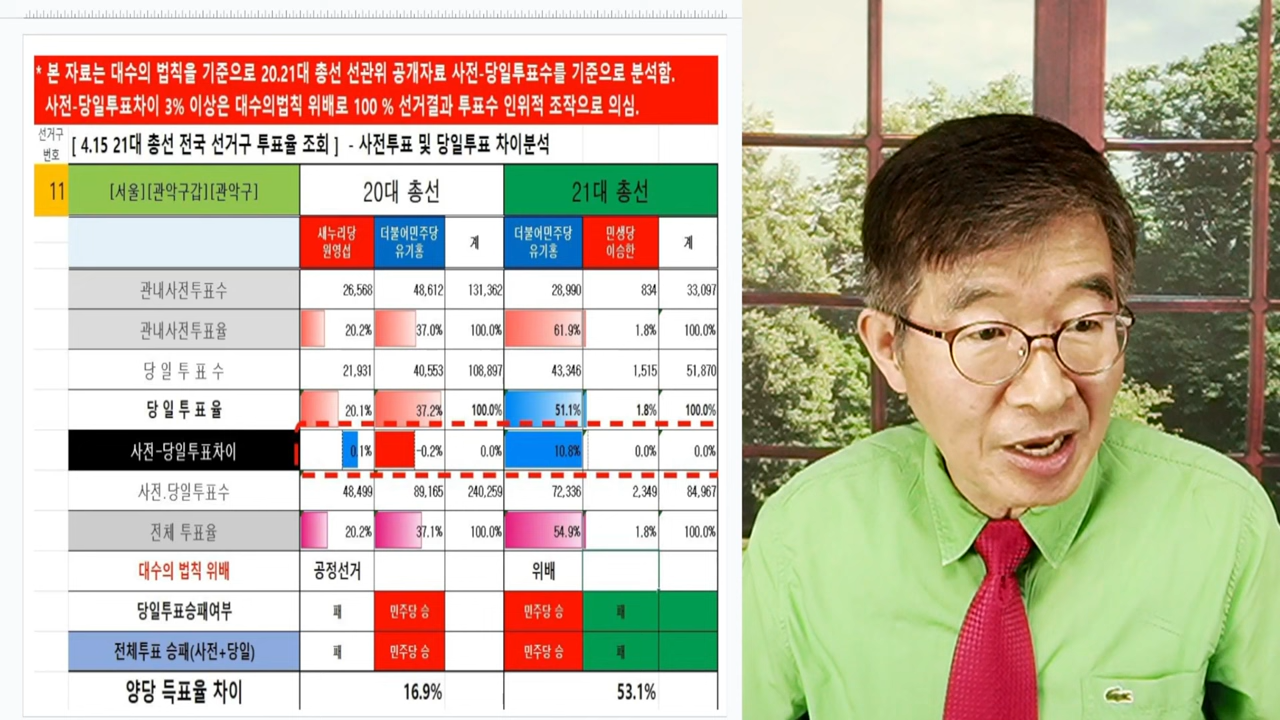 * 본 자료는 대수의 법칙을 기준으로 20.21대 총선 선관위 공개자료 사전-당일투표수를 기준으로 분석함.
사전-당일투표차이 3% 이상은 대수의법칙 위배로 100 % 선거결과 투표수 인위적 조작으로 의심.
선거구 번호 [ 4.15 21대 총선 전국 선거구 투표율 조회 ] - 사전투표 및 당일투표 차이분석
11 [서울][관악구갑][관악구] 20대 총선 21대 총선
새누리당 더불어민주당 계 더불어민주당 민생당 계
원영섭 유기홍 유기홍 이승한
관내사전투표수 26,568 48,612 131,362 28,990 834 33,097
관내사전투표율 20.2% 37.0% 100.0% 61.9% 1.8% 100.0%
당 일 투 표 수 21,931 40,553 108,897 43,346 1,515 51,870
당 일 투 표 율 20.1% 37.2% 100.0% 51.1% 1.8% 100.0%
사전-당일투표차이 0.1% -0.2% 0.0% 10.8% 0.0% 0.0%
사전.당일투표수 48,499 89,165 240,259 72,336 2,349 84,967
전체 투표율 20.2% 37.1% 100.0% 54.9% 1.8% 100.0%
대수의 법칙 위배 공정선거 위배
당일투표승패여부 패 민주당 승 민주당 승 패
전체투표 승패(사전+당일) 패 민주당 승 민주당 승 패
양당 득표율 차이 16.9% 53.1%